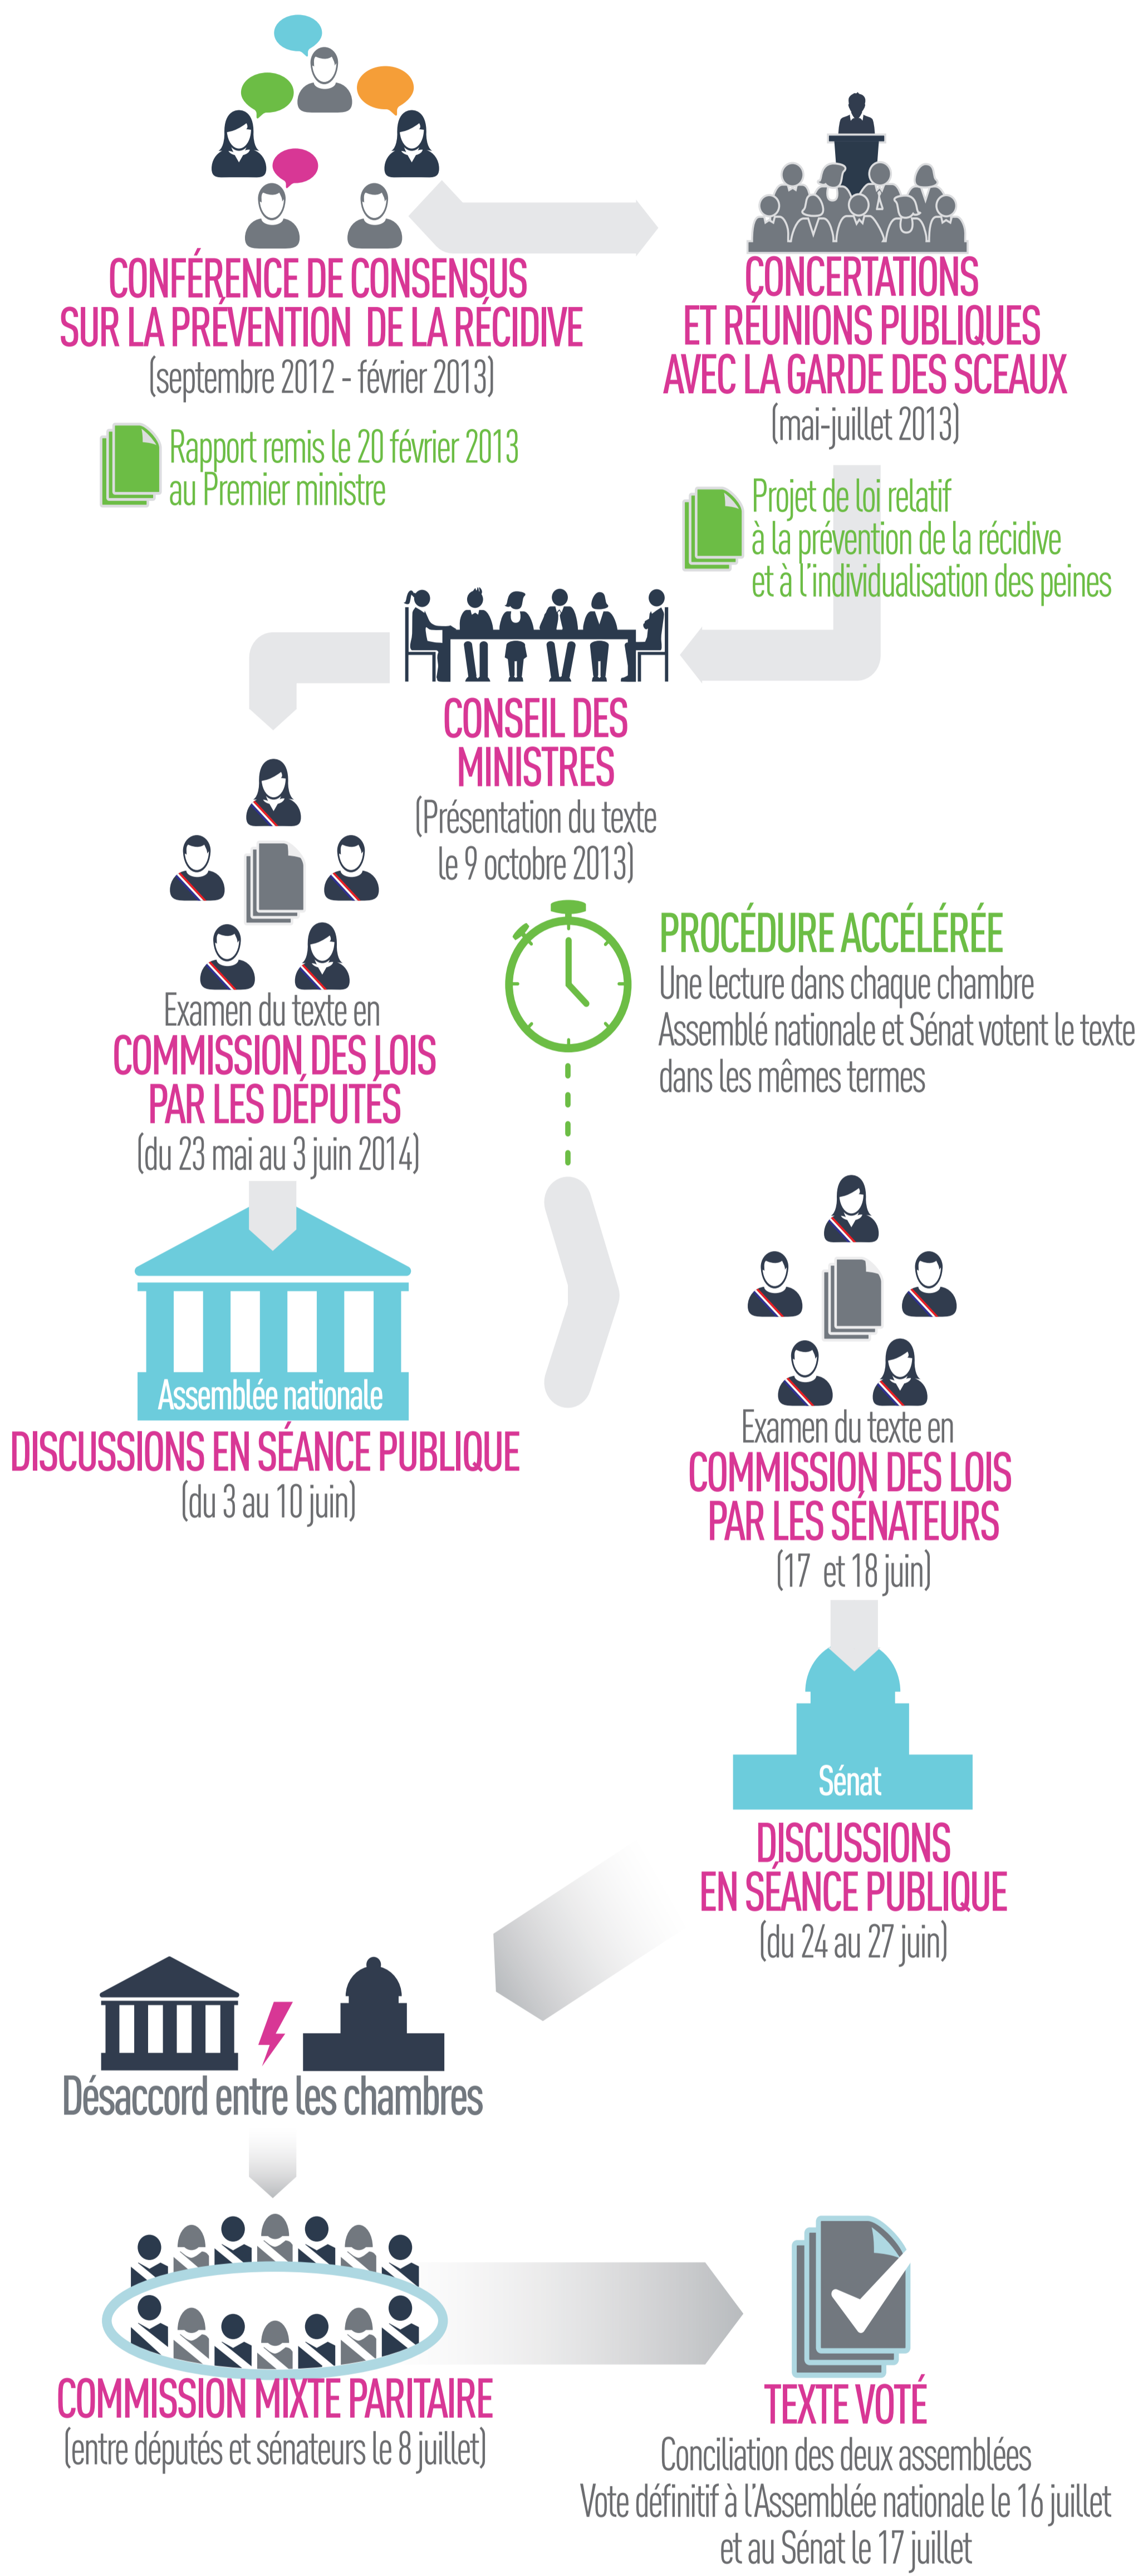 CONFÉRENCE DE CONSENSUS
SUR LA PRÉVENTION DE LA RÉCIDIVE
(septembre 2012 - février 2013)
Rapport remis le 20 février 2013
au Premier ministre
CONCERTATIONS
ET RÉUNIONS PUBLIQUES
AVEC LA GARDE DES SCEAUX
(mai-juillet 2013)
Projet de loi relatif
à la prévention de la récidive
et à l'individualisation des peines
CONSEIL DES
MINISTRES
(Présentation du texte
le 9 octobre 2013)
PROCÉDURE ACCÉLÉRÉE
Une lecture dans chaque chambre
Assemblé nationale et Sénat votent le texte
dans les mêmes termes
Examen du texte en
COMMISSION DES LOIS
PAR LES DÉPUTÉS
(du 23 mai au 3 juin 2014)
Assemblée nationale
DISCUSSIONS EN SÉANCE PUBLIQUE
(du 3 au 10 juin)
Examen du texte en
COMMISSION DES LOIS
PAR LES SÉNATEURS
(17 et 18 juin)
Sénat
DISCUSSIONS
EN SÉANCE PUBLIQUE
(du 24 au 27 juin)
Désaccord entre les chambres
COMMISSION MIXTE PARITAIRE
(entre députés et sénateurs le 8 juillet)
TEXTE VOTÉ
Conciliation des deux assemblées
Vote définitif à l'Assemblée nationale le 16 juillet
et au Sénat le 17 juillet